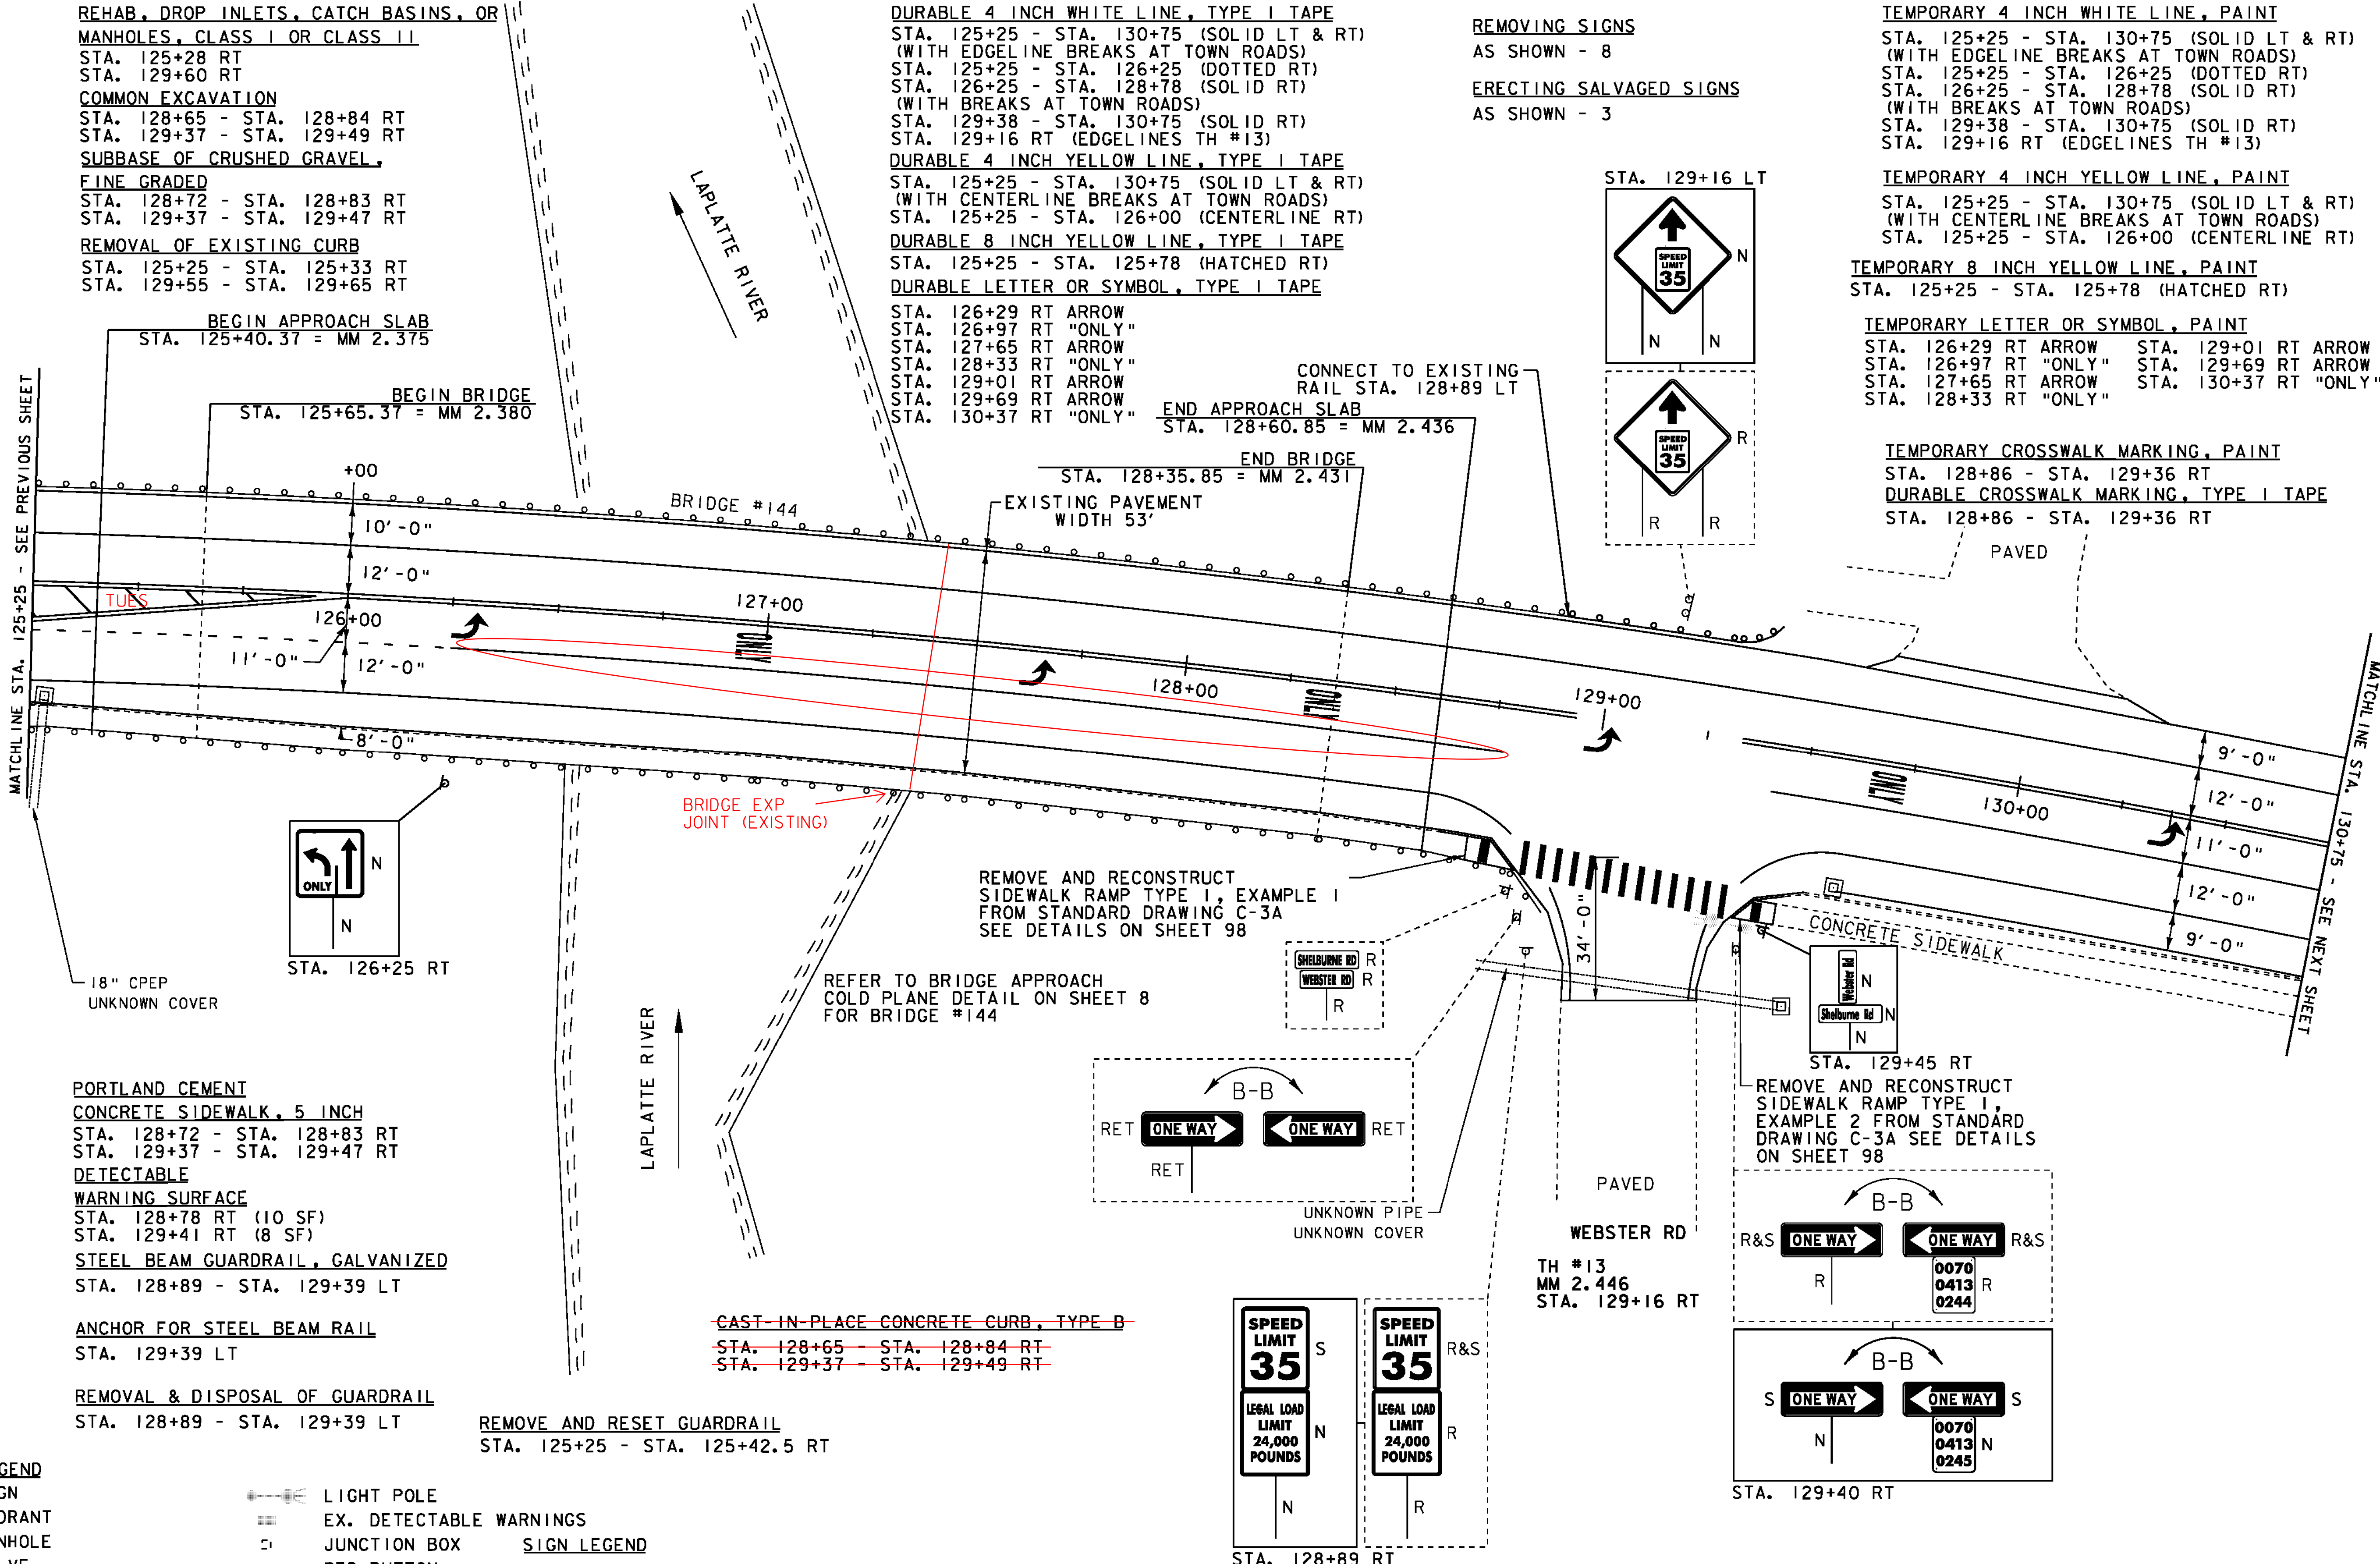 REHAB. DROP INLETS, CATCH BASINS, OR
MANHOLES, CLASS I OR CLASS II
STA. 125+28 RT
STA. 129+60 RT
COMMON EXCAVATION
STA. 128+65 - STA. 128+84 RT
STA. 129+37 - STA. 129+49 RT
SUBBASE OF CRUSHED GRAVEL,
FINE GRADED
STA. 128+72 - STA. 128+83 RT
STA. 129+37 - STA. 129+47 RT
REMOVAL OF EXISTING CURB
STA. 125+25 - STA. 125+33 RT
STA. 129+55 - STA. 129+65 RT
BEGIN APPROACH SLAB
STA. 125+40.37 = MM 2.375
BEGIN BRIDGE
STA. 125+65.37 = MM 2.380
LAPLATTE RIVER
DURABLE 4 INCH WHITE LINE, TYPE I TAPE
STA. 125+25 - STA. 130+75 (SOLID LT & RT)
(WITH EDGELINE BREAKS AT TOWN ROADS)
STA. 125+25 - STA. 126+25 (DOTTED RT)
STA. 126+25 - STA. 128+78 (SOLID RT)
(WITH BREAKS AT TOWN ROADS)
STA. 129+38 - STA. 130+75 (SOLID RT)
STA. 129+16 RT (EDGELINES TH #13)
DURABLE 4 INCH YELLOW LINE, TYPE I TAPE
STA. 125+25 - STA. 130+75 (SOLID LT & RT)
(WITH CENTERLINE BREAKS AT TOWN ROADS)
STA. 125+25 - STA. 126+00 (CENTERLINE RT)
DURABLE 8 INCH YELLOW LINE, TYPE I TAPE
STA. 125+25 - STA. 125+78 (HATCHED RT)
DURABLE LETTER OR SYMBOL, TYPE I TAPE
STA. 126+29 RT ARROW
STA. 126+97 RT "ONLY"
STA. 127+65 RT ARROW
STA. 128+33 RT "ONLY"
STA. 129+01 RT ARROW
STA. 129+69 RT ARROW
STA. 130+37 RT "ONLY"
REMOVING SIGNS
AS SHOWN - 8
ERECTING SALVAGED SIGNS
AS SHOWN - 3
TEMPORARY 4 INCH WHITE LINE, PAINT
STA. 125+25 - STA. 130+75 (SOLID LT & RT)
(WITH EDGELINE BREAKS AT TOWN ROADS)
STA. 125+25 - STA. 126+25 (DOTTED RT)
STA. 126+25 - STA. 128+78 (SOLID RT)
(WITH BREAKS AT TOWN ROADS)
STA. 129+38 - STA. 130+75 (SOLID RT)
STA. 129+16 RT (EDGELINES TH #13)
TEMPORARY 4 INCH YELLOW LINE, PAINT
STA. 125+25 - STA. 130+75 (SOLID LT & RT)
(WITH CENTERLINE BREAKS AT TOWN ROADS)
STA. 125+25 - STA. 126+00 (CENTERLINE RT)
TEMPORARY 8 INCH YELLOW LINE, PAINT
STA. 125+25 - STA. 125+78 (HATCHED RT)
TEMPORARY LETTER OR SYMBOL, PAINT
STA. 126+29 RT ARROW STA. 129+01 RT ARROW
STA. 126+97 RT "ONLY" STA. 129+69 RT ARROW
STA. 127+65 RT ARROW STA. 130+37 RT "ONLY"
STA. 128+33 RT "ONLY"
TEMPORARY CROSSWALK MARKING, PAINT
STA. 128+86 - STA. 129+36 RT
DURABLE CROSSWALK MARKING, TYPE I TAPE
STA. 128+86 - STA. 129+36 RT
PAVED
STA. 129+16 LT
SPEED
LIMIT
35
N
N N
SPEED
LIMIT
35
R
R R
CONNECT TO EXISTING
RAIL STA. 128+89 LT
END APPROACH SLAB
STA. 128+60.85 = MM 2.436
END BRIDGE
STA. 128+35.85 = MM 2.431
EXISTING PAVEMENT
WIDTH 53'
BRIDGE #144
MATCHLINE STA. 125+25 - SEE PREVIOUS SHEET
+00
10'-0"
12'-0"
TUES
126+00
11'-0"
12'-0"
8'-0"
127+00
ONLY
128+00
ONLY
129+00
ONLY
130+00
9'-0"
12'-0"
11'-0"
12'-0"
9'-0"
MATCHLINE STA. 130+75 - SEE NEXT SHEET
CONCRETE SIDEWALK
BRIDGE EXP
JOINT (EXISTING)
ONLY
N
N
STA. 126+25 RT
18" CPEP
UNKNOWN COVER
REMOVE AND RECONSTRUCT
SIDEWALK RAMP TYPE I, EXAMPLE I
FROM STANDARD DRAWING C-3A
SEE DETAILS ON SHEET 98
REFER TO BRIDGE APPROACH
COLD PLANE DETAIL ON SHEET 8
FOR BRIDGE #144
LAPLATTE RIVER
SHELBURNE RD R
WEBSTER RD R
R
34'-0"
Webster Rd N
Shelburne Rd N
N
STA. 129+45 RT
REMOVE AND RECONSTRUCT
SIDEWALK RAMP TYPE I,
EXAMPLE 2 FROM STANDARD
DRAWING C-3A SEE DETAILS
ON SHEET 98
B-B
RET ONE WAY ONE WAY RET
RET
UNKNOWN PIPE
UNKNOWN COVER
PAVED
WEBSTER RD
TH #13
MM 2.446
STA. 129+16 RT
B-B
R&S ONE WAY ONE WAY R&S
R
0070
0413 R
0244
B-B
S ONE WAY ONE WAY S
N
0070
0413 N
0245
STA. 129+40 RT
SPEED
LIMIT
35
S
LEGAL LOAD
LIMIT
24,000
POUNDS
N
N
SPEED
LIMIT
35
R&S
LEGAL LOAD
LIMIT
24,000
POUNDS
R
R
STA. 128+89 RT
PORTLAND CEMENT
CONCRETE SIDEWALK, 5 INCH
STA. 128+72 - STA. 128+83 RT
STA. 129+37 - STA. 129+47 RT
DETECTABLE
WARNING SURFACE
STA. 128+78 RT (10 SF)
STA. 129+41 RT (8 SF)
STEEL BEAM GUARDRAIL, GALVANIZED
STA. 128+89 - STA. 129+39 LT
ANCHOR FOR STEEL BEAM RAIL
STA. 129+39 LT
REMOVAL & DISPOSAL OF GUARDRAIL
STA. 128+89 - STA. 129+39 LT
CAST-IN-PLACE CONCRETE CURB, TYPE B
STA. 128+65 - STA. 128+84 RT
STA. 129+37 - STA. 129+49 RT
REMOVE AND RESET GUARDRAIL
STA. 125+25 - STA. 125+42.5 RT
GEND
GN
DRANT
NHOLE
LIGHT POLE
EX. DETECTABLE WARNINGS
JUNCTION BOX
SIGN LEGEND